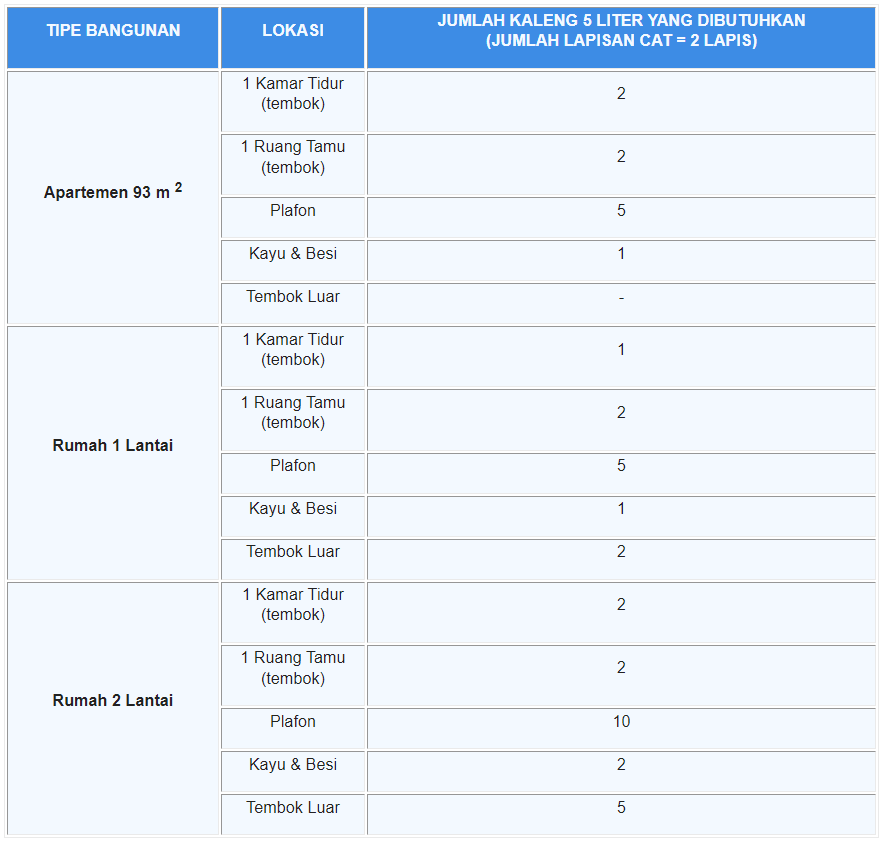 TIPE BANGUNAN
LOKASI
JUMLAH KALENG 5 LITER YANG DIBUTUHKAN
(JUMLAH LAPISAN CAT = 2 LAPIS)
Apartemen 93 m 2
1 Kamar Tidur
(tembok)
2
1 Ruang Tamu
(tembok)
2
Plafon
5
Kayu & Besi
1
Tembok Luar
-
Rumah 1 Lantai
1 Kamar Tidur
(tembok)
1
1 Ruang Tamu
(tembok)
2
Plafon
5
Kayu & Besi
1
Tembok Luar
2
Rumah 2 Lantai
1 Kamar Tidur
(tembok)
2
1 Ruang Tamu
(tembok)
2
Plafon
10
Kayu & Besi
2
Tembok Luar
5